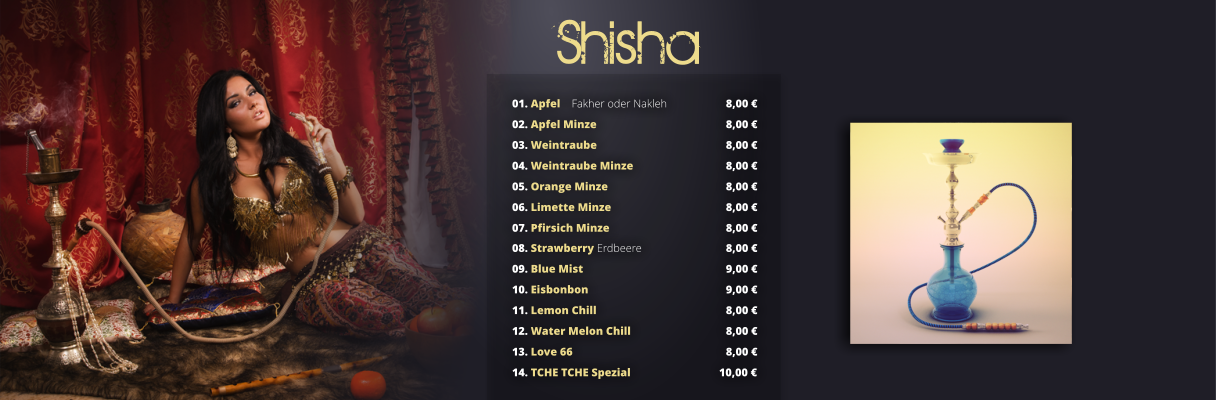 Shisha
01. Apfel Fakher oder Nakleh 8,00 €
02. Apfel Minze 8,00 €
03. Weintraube 8,00 €
04. Weintraube Minze 8,00 €
05. Orange Minze 8,00 €
06. Limette Minze 8,00 €
07. Pfirsich Minze 8,00 €
08. Strawberry Erdbeere 8,00 €
09. Blue Mist 9,00 €
10. Eisbonbon 9,00 €
11. Lemon Chill 8,00 €
12. Water Melon Chill 8,00 €
13. Love 66 8,00 €
14. TCHE TCHE Spezial 10,00 €